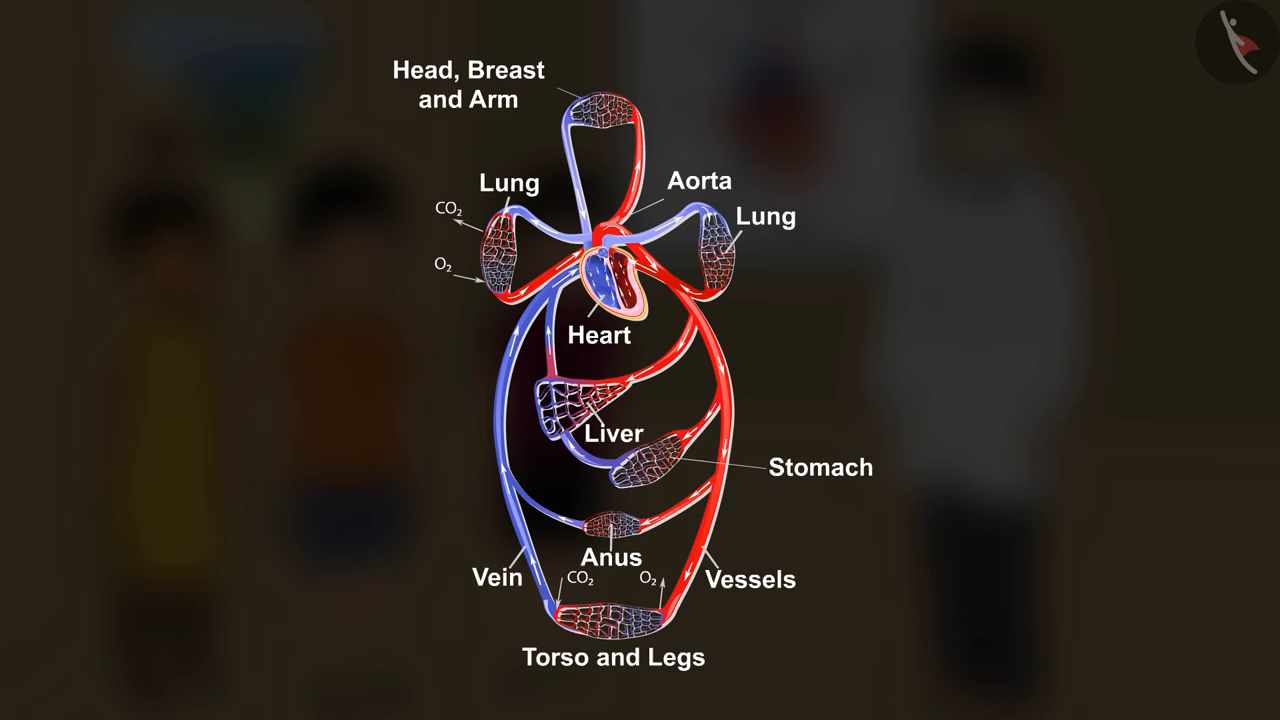 Head, Breast
and Arm
Lung
Aorta
CO₂
Lung
O₂
Heart
Liver
Stomach
Anus
Vein
CO₂
O₂
Vessels
Torso and Legs